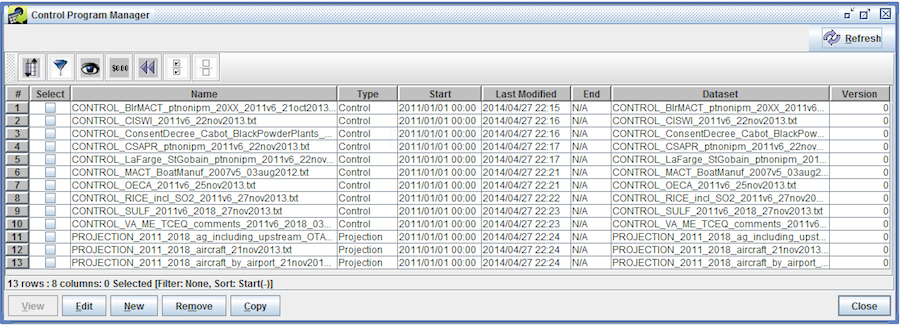 Control Program Manager
Refresh
$0.00
# Select Name Type Start Last Modified End Dataset Version
1 CONTROL_BlrMACT_ptnonipm_20XX_2011v6_21oct2013... Control 2011/01/01 00:00 2014/04/27 22:15 N/A CONTROL_BlrMACT_ptnonipm_20XX_2011v6... 0
2 CONTROL_CISWI_2011v6_22nov2013.txt Control 2011/01/01 00:00 2014/04/27 22:16 N/A CONTROL_CISWI_2011v6_22nov2013.txt 0
3 CONTROL_ConsentDecree_Cabot_BlackPowderPlants_... Control 2011/01/01 00:00 2014/04/27 22:16 N/A CONTROL_ConsentDecree_Cabot_BlackPow... 0
4 CONTROL_CSAPR_ptnonipm_2011v6_22nov2013.txt Control 2011/01/01 00:00 2014/04/27 22:17 N/A CONTROL_CSAPR_ptnonipm_2011v6_22nov2... 0
5 CONTROL_LaFarge_StGobain_ptnonipm_2011v6_22nov... Control 2011/01/01 00:00 2014/04/27 22:17 N/A CONTROL_LaFarge_StGobain_ptnonipm_201... 0
6 CONTROL_MACT_BoatManuf_2007v5_03aug2012.txt Control 2011/01/01 00:00 2014/04/27 22:21 N/A CONTROL_MACT_BoatManuf_2007v5_03aug2... 0
7 CONTROL_OECA_2011v6_25nov2013.txt Control 2011/01/01 00:00 2014/04/27 22:21 N/A CONTROL_OECA_2011v6_25nov2013.txt 0
8 CONTROL_RICE_incl_SO2_2011v6_27nov2013.txt Control 2011/01/01 00:00 2014/04/27 22:22 N/A CONTROL_RICE_incl_SO2_2011v6_27nov20... 0
9 CONTROL_SULF_2011v6_2018_27nov2013.txt Control 2011/01/01 00:00 2014/04/27 22:23 N/A CONTROL_SULF_2011v6_2018_27nov2013.txt 0
10 CONTROL_VA_ME_TCEQ_comments_2011v6_2018_03... Control 2011/01/01 00:00 2014/04/27 22:23 N/A CONTROL_VA_ME_TCEQ_comments_2011v6... 0
11 PROJECTION_2011_2018_ag_including_upstream_OTA... Projection 2011/01/01 00:00 2014/04/27 22:24 N/A PROJECTION_2011_2018_ag_including_upst... 0
12 PROJECTION_2011_2018_aircraft_21nov2013.txt Projection 2011/01/01 00:00 2014/04/27 22:24 N/A PROJECTION_2011_2018_aircraft_21nov2013... 0
13 PROJECTION_2011_2018_aircraft_by_airport_21nov201... Projection 2011/01/01 00:00 2014/04/27 22:24 N/A PROJECTION_2011_2018_aircraft_by_airport_... 0
13 rows : 8 columns: 0 Selected [Filter: None, Sort: Start(-)]
View Edit New Remove Copy Close